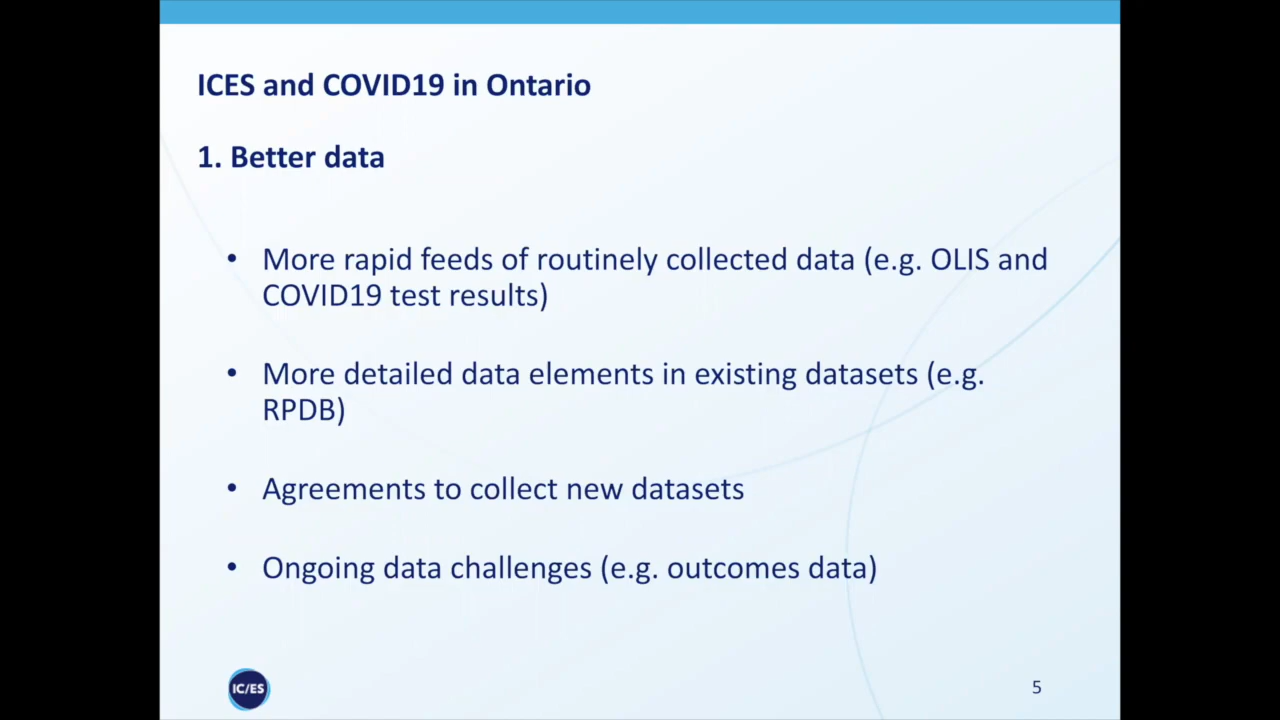 ICES and COVID19 in Ontario
1. Better data
• More rapid feeds of routinely collected data (e.g. OLIS and
COVID19 test results)
• More detailed data elements in existing datasets (e.g.
RPDB)
• Agreements to collect new datasets
• Ongoing data challenges (e.g. outcomes data)
IC/ES
5